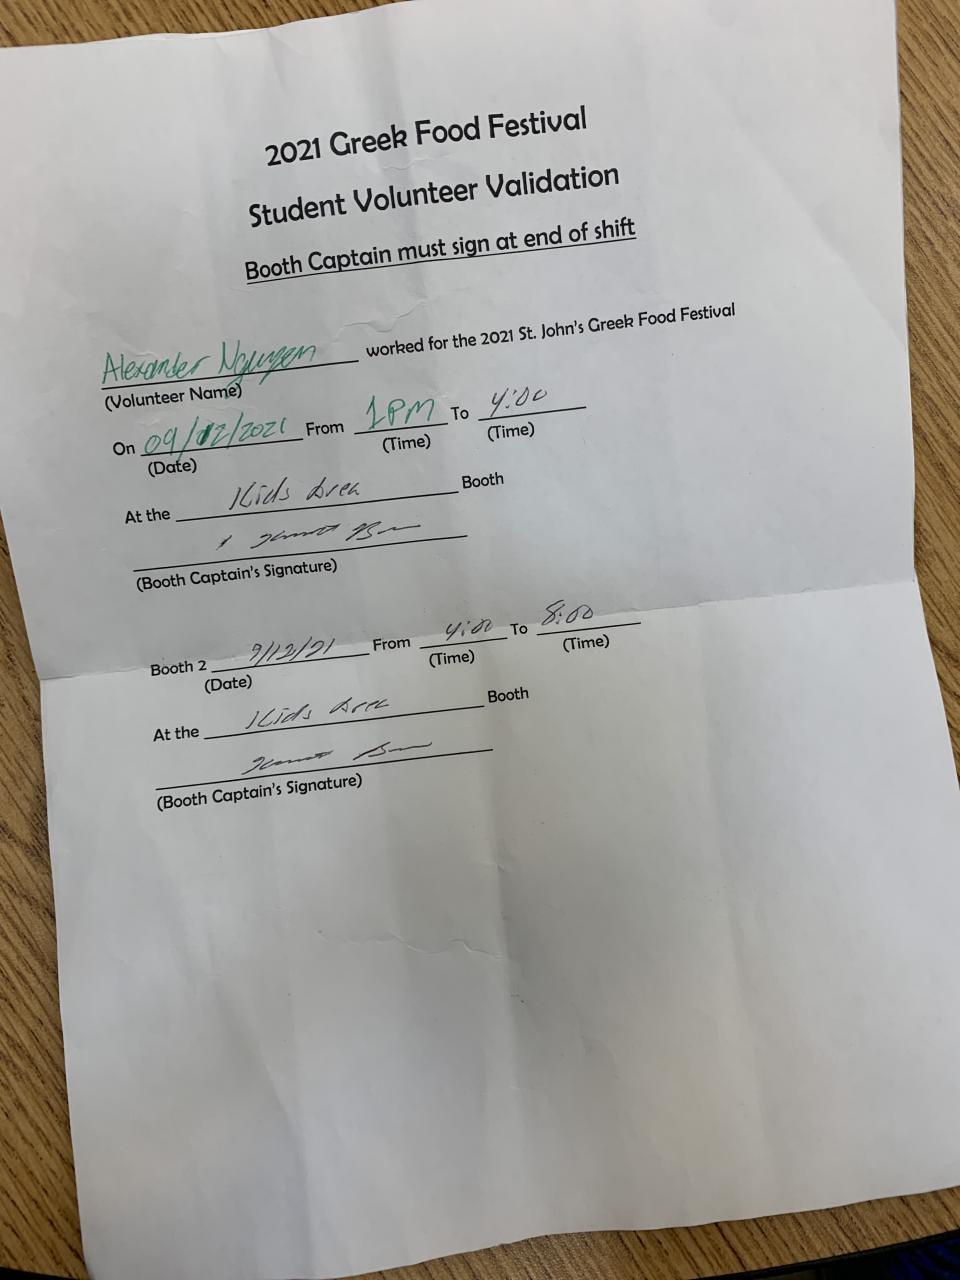 2021 Greek Food Festival
Student Volunteer Validation
Booth Captain must sign at end of shift
Alexander Nguyen worked for the 2021 St. John's Greek Food Festival
(Volunteer Name)
On 09/12/2021 From 1PM To 4:00
(Date) (Time) (Time)
At the Kids Area Booth
(Booth Captain's Signature)
Booth 2 9/12/21 From 4:00 To 8:00
(Date) (Time) (Time)
At the Kids Area Booth
(Booth Captain's Signature)